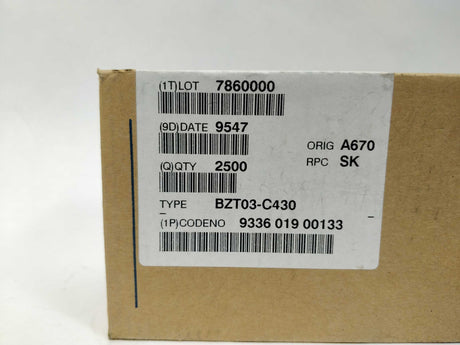 (1T)LOT 7860000
(9D)DATE 9547
ORIG A670
(Q)QTY 2500
RPC SK
TYPE BZT03-C430
(1P)CODENO 9336 019 00133